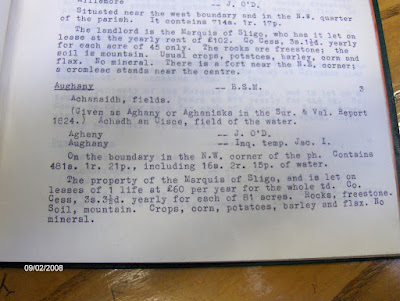 Willemore -- J. O'D.
Situated near the west boundary and in the N.W. quarter
of the parish. It contains 714a. 1r. 17p.
The landlord is the Marquis of Sligo, who has it let on
lease at the yearly rent of £102. Co Cess, 3s.1½d. yearly
for each acre of 45 only. The rocks are freestone; the
soil is mountain. Usual crops, potatoes, barley, corn and
flax. No mineral. There is a fort near the N.E. corner;
a cromlec stands near the centre.
Aughany -- B.S.M. 3
Achanaidh, fields.
(Given as Aghany or Aghaniska in the Sur. & Val. Report
1824.) Achadh an Uisce, field of the water.
Aghany -- J. O'D.
Aughany -- Inq. temp. Jac. I.
On the boundary in the N.W. corner of the ph. Contains
481a. 1r. 21p., including 16a. 2r. 15p. of water.
The property of the Marquis of Sligo, and is let on
leases of 1 life at £60 per year for the whole td. Co.
Cess, 3s.3½d. yearly for each of 81 acres. Rocks, freestone.
Soil, mountain. Crops, corn, potatoes, barley and flax. No
mineral.
09/02/2008